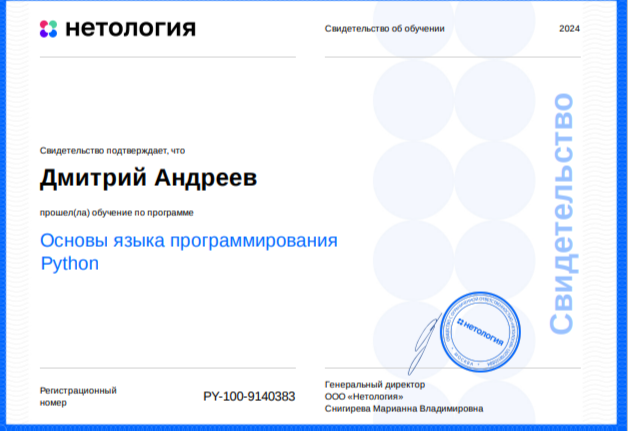 нетология
Свидетельство об обучении
2024
Свидетельство подтверждает, что
Дмитрий Андреев
прошел(ла) обучение по программе
Основы языка программирования
Python
Свидетельство
нетология
МОСКВА
Регистрационный
номер
PY-100-9140383
Генеральный директор
ООО «Нетология»
Снигирева Марианна Владимировна